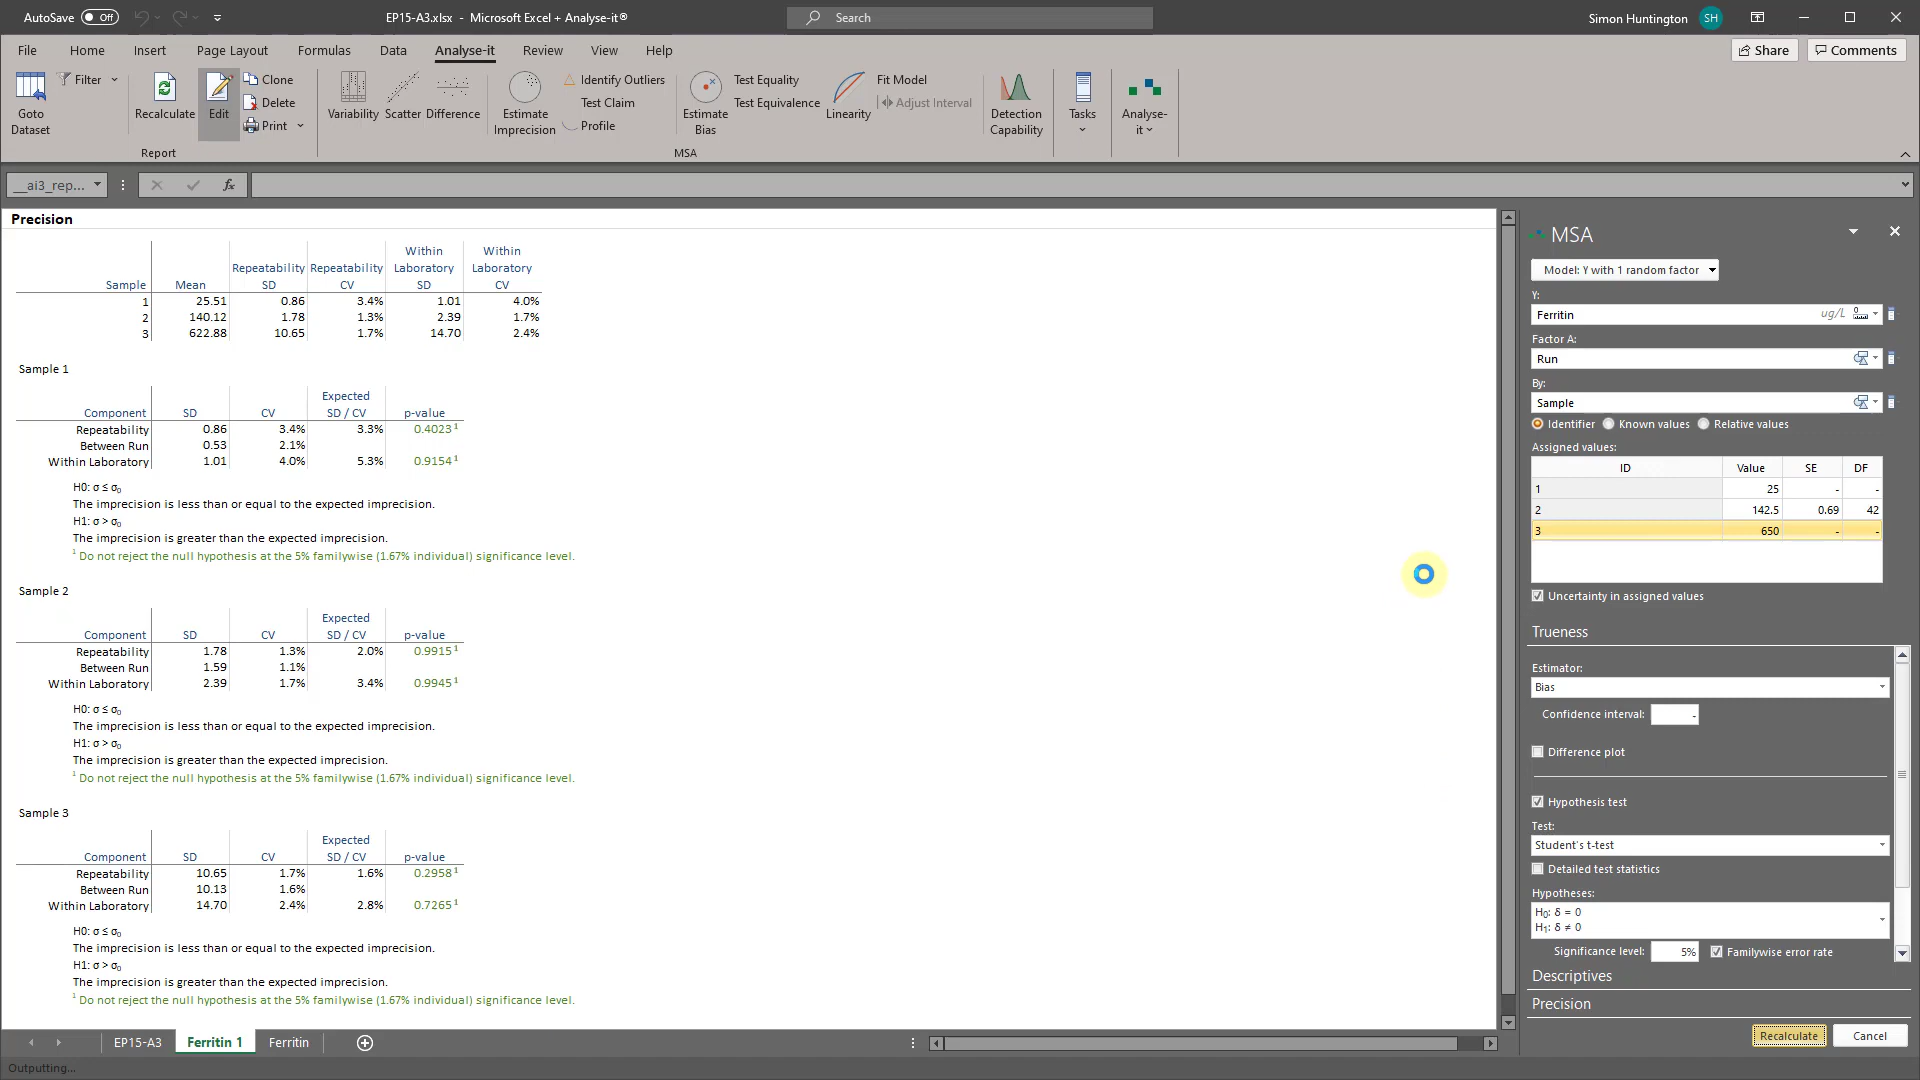 AutoSave Off EP15-A3.xlsx - Microsoft Excel + Analyse-it® Search Simon Huntington SH
File Home Insert Page Layout Formulas Data Analyse-it Review View Help Share Comments
Goto Dataset
Filter
Recalculate
Edit
Clone
Delete
Print
Report
Variability
Scatter
Difference
Estimate Imprecision
Identify Outliers
Test Claim
Profile
Estimate Bias
Test Equality
Test Equivalence
Linearity
Fit Model
Adjust Interval
MSA
Detection Capability
Tasks
Analyse-it
__ai3_rep... fx
Precision
Sample Mean Repeatability SD Repeatability CV Within Laboratory SD Within Laboratory CV
1 25.51 0.86 3.4% 1.01 4.0%
2 140.12 1.78 1.3% 2.39 1.7%
3 622.88 10.65 1.7% 14.70 2.4%
Sample 1
Component SD CV Expected SD / CV p-value
Repeatability 0.86 3.4% 3.3% 0.4023 1
Between Run 0.53 2.1%
Within Laboratory 1.01 4.0% 5.3% 0.9154 1
H0: σ ≤ σ0
The imprecision is less than or equal to the expected imprecision.
H1: σ > σ0
The imprecision is greater than the expected imprecision.
1 Do not reject the null hypothesis at the 5% familywise (1.67% individual) significance level.
Sample 2
Component SD CV Expected SD / CV p-value
Repeatability 1.78 1.3% 2.0% 0.9915 1
Between Run 1.59 1.1%
Within Laboratory 2.39 1.7% 3.4% 0.9945 1
H0: σ ≤ σ0
The imprecision is less than or equal to the expected imprecision.
H1: σ > σ0
The imprecision is greater than the expected imprecision.
1 Do not reject the null hypothesis at the 5% familywise (1.67% individual) significance level.
Sample 3
Component SD CV Expected SD / CV p-value
Repeatability 10.65 1.7% 1.6% 0.2958 1
Between Run 10.13 1.6%
Within Laboratory 14.70 2.4% 2.8% 0.7265 1
H0: σ ≤ σ0
The imprecision is less than or equal to the expected imprecision.
H1: σ > σ0
The imprecision is greater than the expected imprecision.
1 Do not reject the null hypothesis at the 5% familywise (1.67% individual) significance level.
MSA
Model: Y with 1 random factor
Y:
Ferritin ug/L
Factor A:
Run
By:
Sample
Identifier Known values Relative values
Assigned values:
ID Value SE DF
1 25 - -
2 142.5 0.69 42
3 650 - -
Uncertainty in assigned values
Trueness
Estimator:
Bias
Confidence interval: -
Difference plot
Hypothesis test
Test:
Student's t-test
Detailed test statistics
Hypotheses:
H0: δ = 0
H1: δ ≠ 0
Significance level: 5% Familywise error rate
Descriptives
Precision
Recalculate Cancel
EP15-A3 Ferritin 1 Ferritin
Outputting...